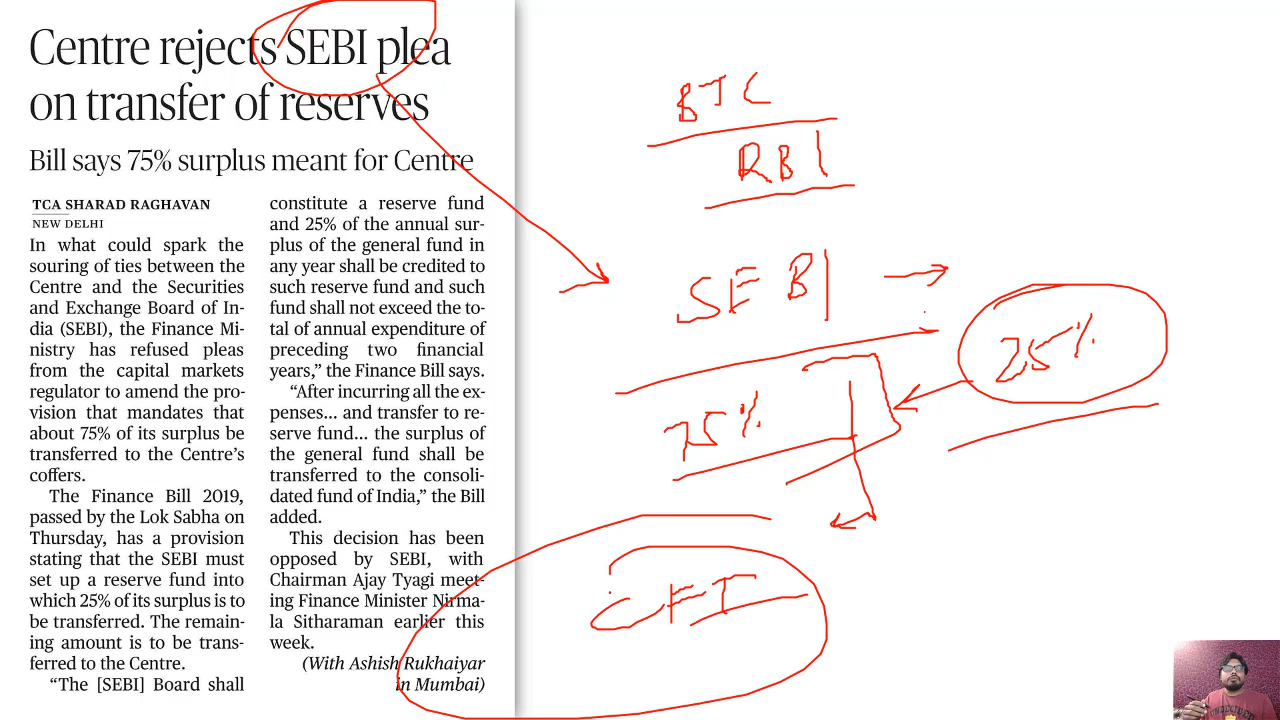 Centre rejects SEBI plea
on transfer of reserves
Bill says 75% surplus meant for Centre
TCA SHARAD RAGHAVAN
NEW DELHI
In what could spark the
souring of ties between the
Centre and the Securities
and Exchange Board of In-
dia (SEBI), the Finance Mi-
nistry has refused pleas
from the capital markets
regulator to amend the pro-
vision that mandates that
about 75% of its surplus be
transferred to the Centre’s
coffers.
The Finance Bill 2019,
passed by the Lok Sabha on
Thursday, has a provision
stating that the SEBI must
set up a reserve fund into
which 25% of its surplus is to
be transferred. The remain-
ing amount is to be trans-
ferred to the Centre.
“The [SEBI] Board shall
constitute a reserve fund
and 25% of the annual sur-
plus of the general fund in
any year shall be credited to
such reserve fund and such
fund shall not exceed the to-
tal of annual expenditure of
preceding two financial
years,” the Finance Bill says.
“After incurring all the ex-
penses... and transfer to re-
serve fund... the surplus of
the general fund shall be
transferred to the consoli-
dated fund of India,” the Bill
added.
This decision has been
opposed by SEBI, with
Chairman Ajay Tyagi meet-
ing Finance Minister Nirma-
la Sitharaman earlier this
week.
(With Ashish Rukhaiyar
in Mumbai)
BJC
RBI
SEBI
25%
75%
CFI